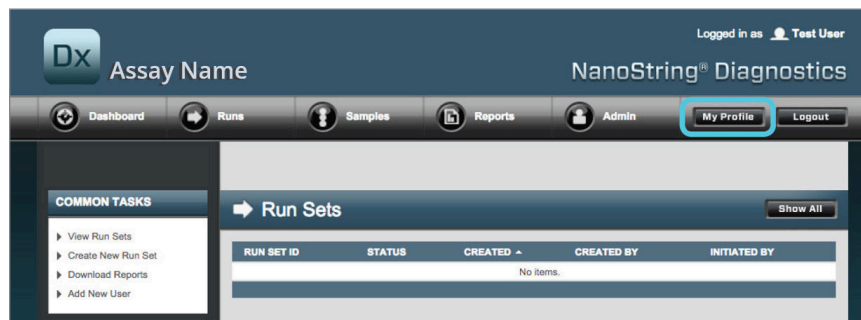 Logged in as Test User
Dx Assay Name
NanoString® Diagnostics
Dashboard Runs Samples Reports Admin My Profile Logout
COMMON TASKS
View Run Sets
Create New Run Set
Download Reports
Add New User
Run Sets Show All
RUN SET ID STATUS CREATED CREATED BY INITIATED BY
No items.